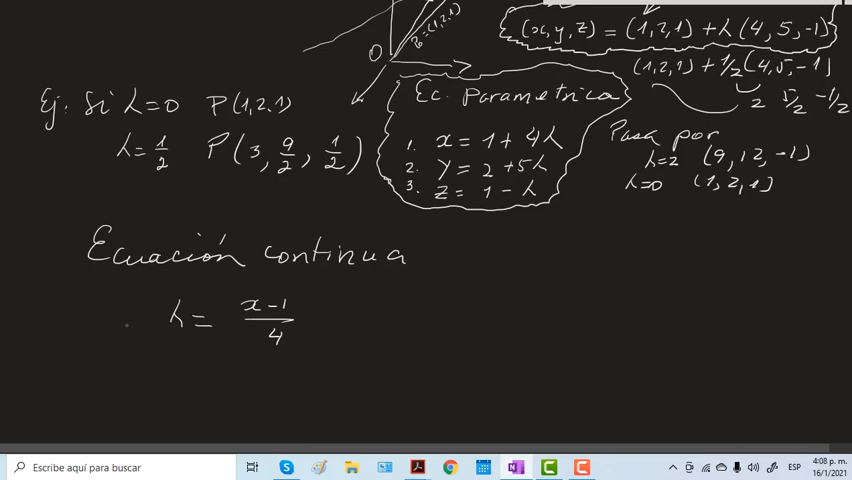 (x,y,z) = (1,2,1) + λ(4,5,-1)
(1,2,1) + 1/2(4,5,-1)
2 5/2 -1/2
0
=(1,2,1)
Ej: Si λ=0 P(1,2,1)
λ=1/2 P(3, 9/2, 1/2)
Ec. Parametrica
1. x = 1 + 4λ
2. y = 2 + 5λ
3. z = 1 - λ
Pasa por
λ=2 (9,12,-1)
λ=0 (1,2,1)
Ecuación continua
λ = x-1/4
Escribe aquí para buscar
ESP
4:08 p. m.
16/1/2021